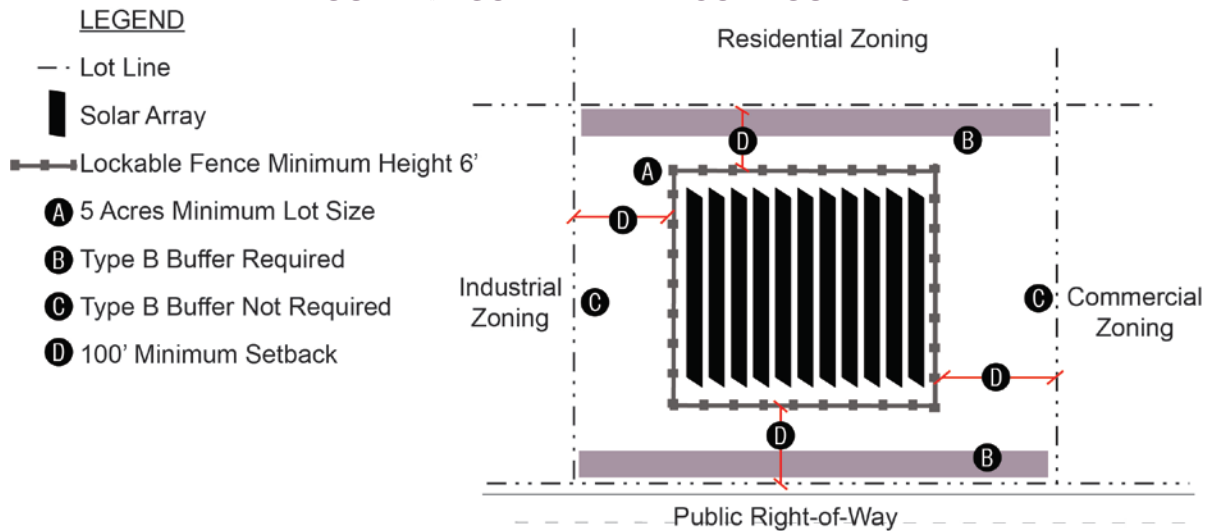 LEGEND
Lot Line
Solar Array
Lockable Fence Minimum Height 6'
A 5 Acres Minimum Lot Size
B Type B Buffer Required
C Type B Buffer Not Required
D 100' Minimum Setback
Residential Zoning
D
B
A
D
Industrial
Zoning
C
C
Commercial
Zoning
D
D
B
Public Right-of-Way